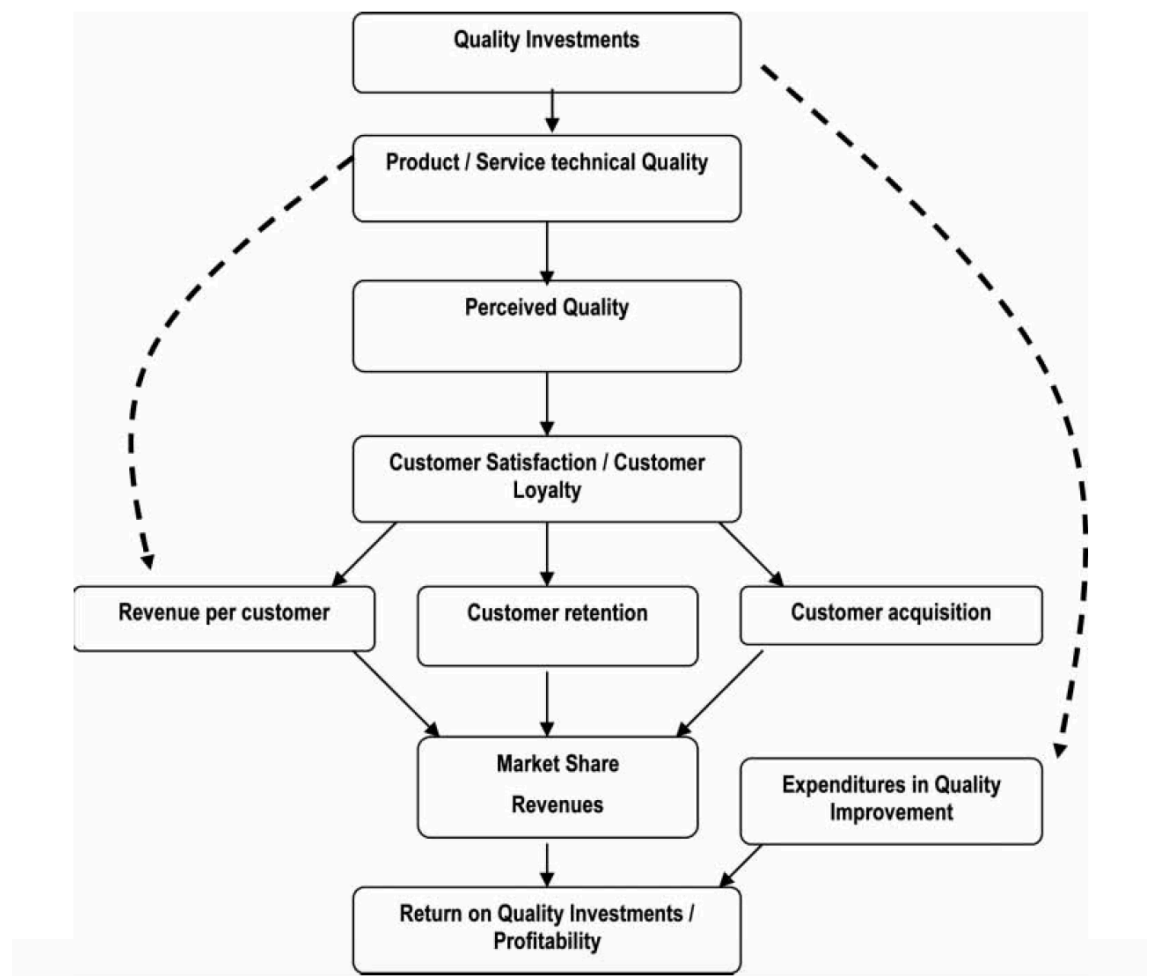 Quality Investments
Product / Service technical Quality
Perceived Quality
Customer Satisfaction / Customer
Loyalty
Revenue per customer
Customer retention
Customer acquisition
Market Share
Revenues
Expenditures in Quality
Improvement
Return on Quality Investments /
Profitability